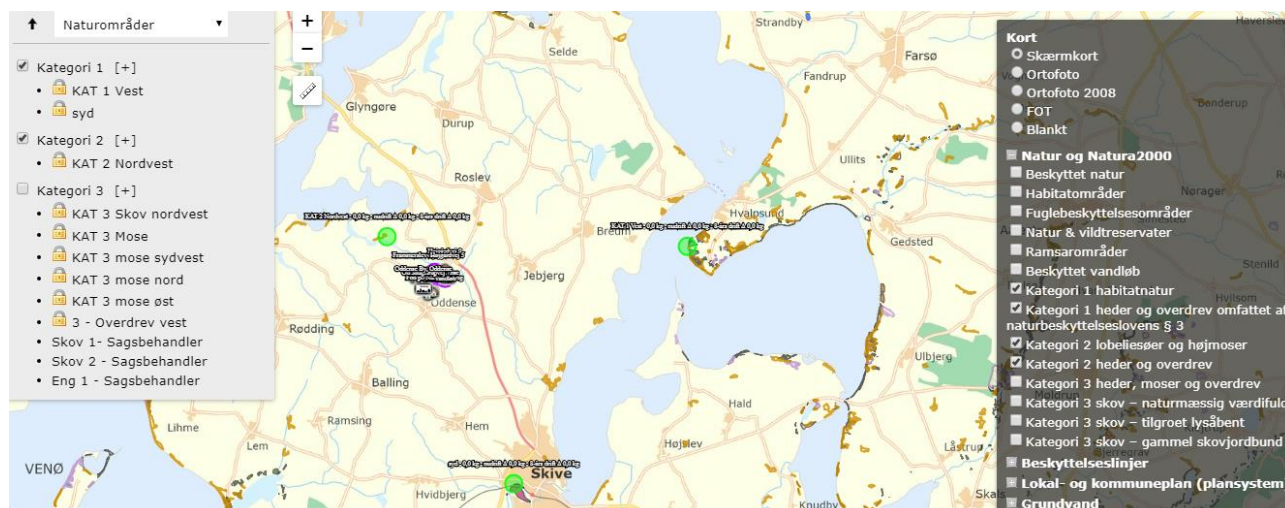 Naturområder
Kategori 1 [+]
KAT 1 Vest
syd
Kategori 2 [+]
KAT 2 Nordvest
Kategori 3 [+]
KAT 3 Skov nordvest
KAT 3 Mose
KAT 3 mose sydvest
KAT 3 mose nord
KAT 3 mose øst
3 - Overdrev vest
Skov 1- Sagsbehandler
Skov 2 - Sagsbehandler
Eng 1 - Sagsbehandler
+
−
Strandby
Selde
Farsø
Fandrup
Glyngøre
Durup
Ullits
Roslev
Hvalpsund
Breum
Gedsted
Jebjerg
Oddense
Rødding
Ulbjerg
Balling
Hald
Ramsing
Hem
Lihme
Lem
Højslev
VENØ
Skive
Hvidbjerg
Knudby
Kort
Skærmkort
Ortofoto
Ortofoto 2008
FOT
Blankt
Natur og Natura2000
Beskyttet natur
Habitatområder
Fuglebeskyttelsesområder
Natur & vildtreservater
Ramsarområder
Beskyttet vandløb
Kategori 1 habitatnatur
Kategori 1 heder og overdrev omfattet af
naturbeskyttelseslovens § 3
Kategori 2 lobeliesøer og højmoser
Kategori 2 heder og overdrev
Kategori 3 heder, moser og overdrev
Kategori 3 skov – naturmæssig værdifuld
Kategori 3 skov – tilgroet lysåbent
Kategori 3 skov – gammel skovjordbund
Beskyttelseslinjer
Lokal- og kommuneplan (plansystem
Grundvand
Haverslev
Banderup
Nørager
Stenild
Hvilsom